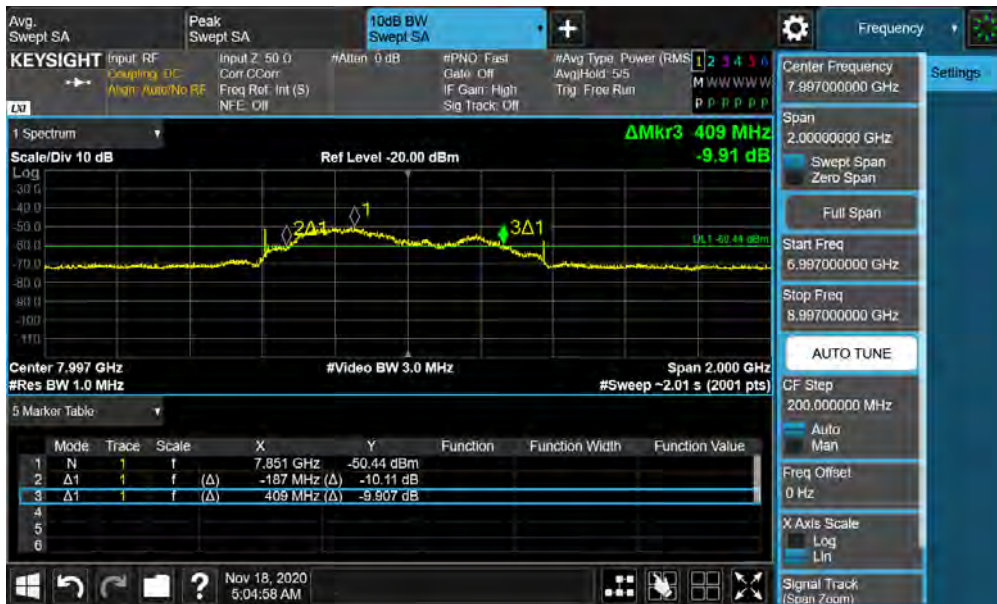 Avg.
Swept SA
Peak
Swept SA
10dB BW
Swept SA
+
Frequency
KEYSIGHT
Input: RF
Coupling: DC
Align: Auto/No RF
Input Z: 50 Ω
Corr CCorr
Freq Ref: Int (S)
NFE: Off
#Atten: 0 dB
#PNO: Fast
Gate: Off
IF Gain: High
Sig Track: Off
#Avg Type: Power (RMS
Avg|Hold: 5/5
Trig: Free Run
1 2 3 4 5 6
M W W W W W
P P P P P P
LXI
Settings
1 Spectrum
ΔMkr3 409 MHz
-9.91 dB
Scale/Div 10 dB
Ref Level -20.00 dBm
Log
-30.0
-40.0
-50.0
-60.0
-70.0
-80.0
-90.0
-100
-110
2Δ1
1
3Δ1
DL1 -60.44 dBm
Center 7.997 GHz
#Video BW 3.0 MHz
Span 2.000 GHz
#Res BW 1.0 MHz
#Sweep ~2.01 s (2001 pts)
5 Marker Table
Mode Trace Scale X Y Function Function Width Function Value
1 N 1 f 7.851 GHz -50.44 dBm
2 Δ1 1 f (Δ) -187 MHz (Δ) -10.11 dB
3 Δ1 1 f (Δ) 409 MHz (Δ) -9.907 dB
4
5
6
Center Frequency
7.997000000 GHz
Span
2.00000000 GHz
Swept Span
Zero Span
Full Span
Start Freq
6.997000000 GHz
Stop Freq
8.997000000 GHz
AUTO TUNE
CF Step
200.000000 MHz
Auto
Man
Freq Offset
0 Hz
X Axis Scale
Log
Lin
Signal Track
(Span Zoom)
?
Nov 18, 2020
5:04:58 AM